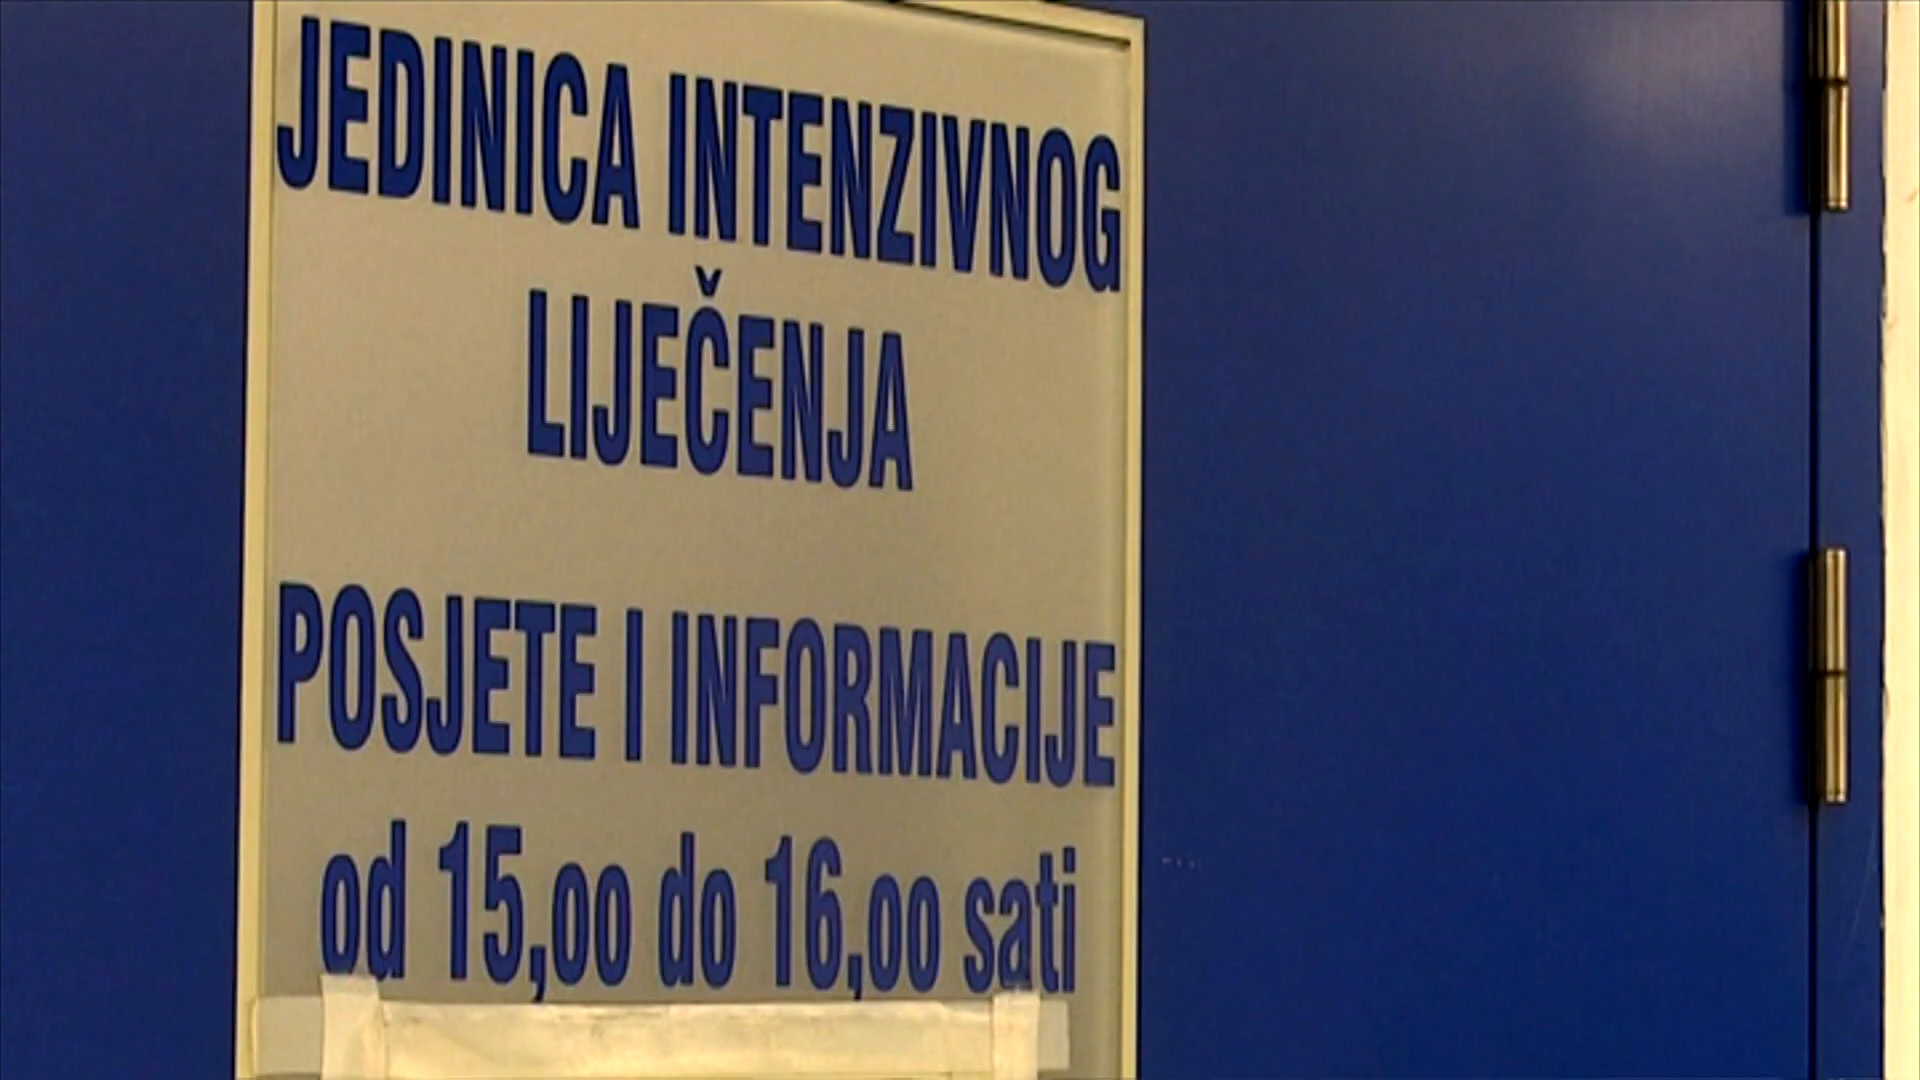 JEDINICA INTENZIVNOG
LIJEČENJA
POSJETE I INFORMACIJE
od 15,00 do 16,00 sati